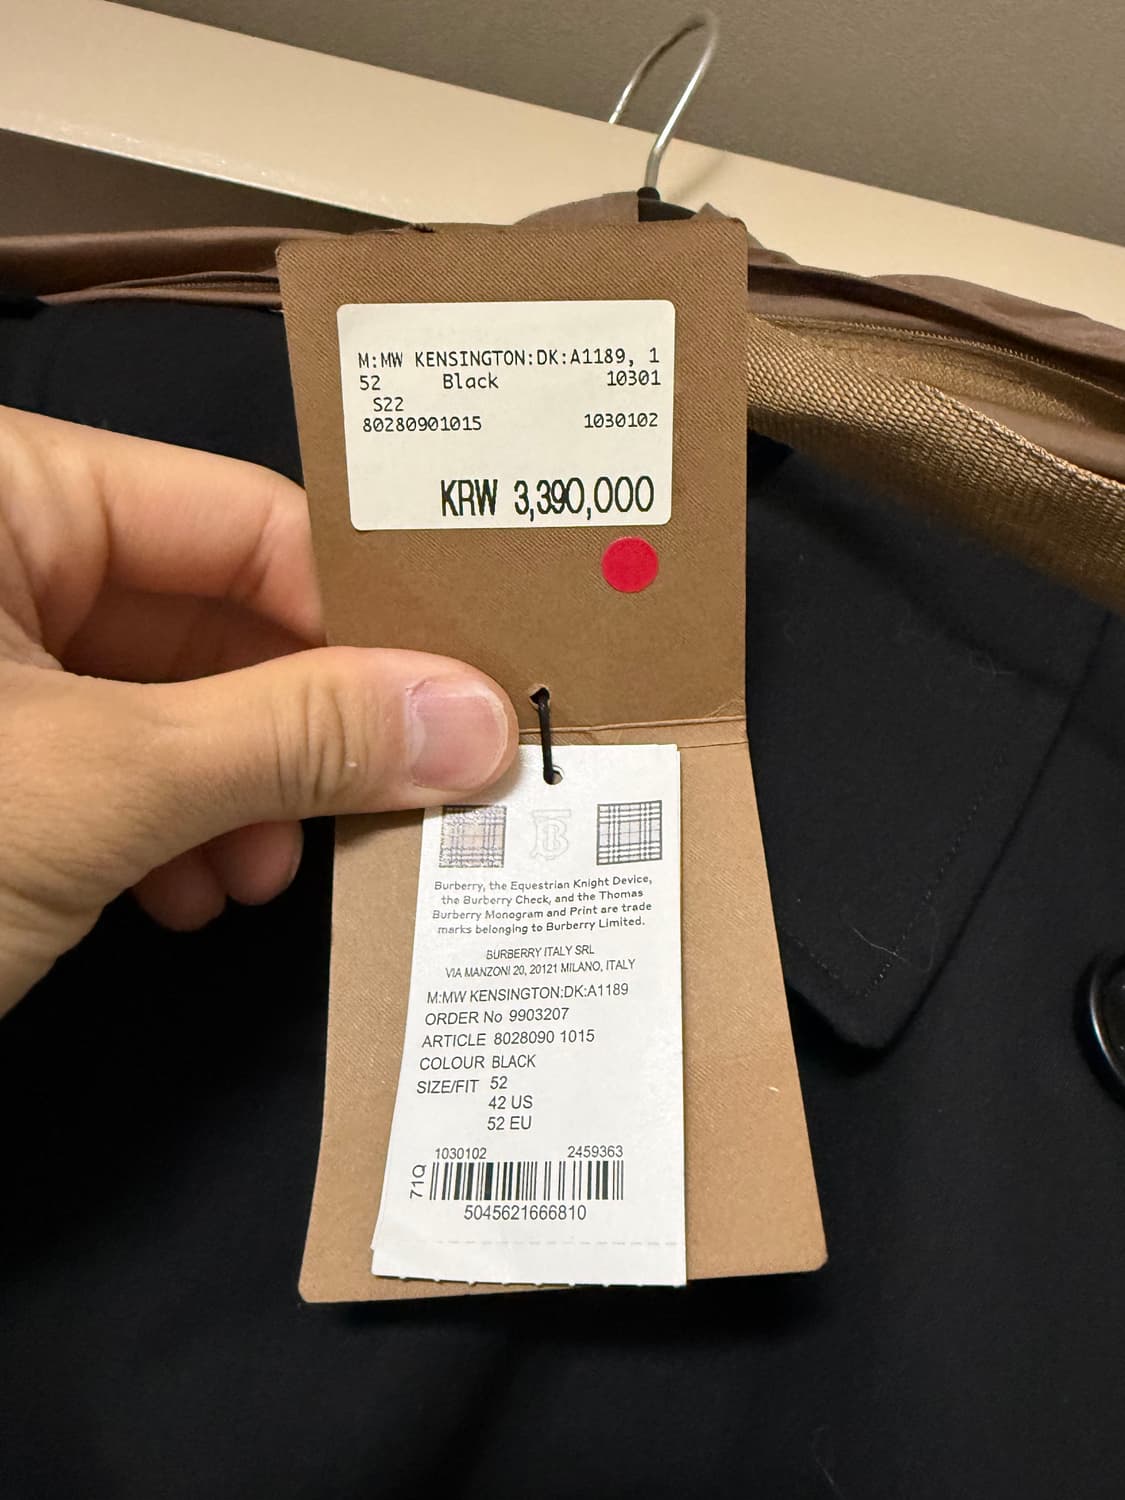 M:MW KENSINGTON:DK:A1189, 1
52 Black 10301
S22
80280901015 1030102
KRW 3,390,000
B
Burberry, the Equestrian Knight Device,
the Burberry Check, and the Thomas
Burberry Monogram and Print are trade
marks belonging to Burberry Limited.
BURBERRY ITALY SRL
VIA MANZONI 20, 20121 MILANO, ITALY
M:MW KENSINGTON:DK:A1189
ORDER No 9903207
ARTICLE 8028090 1015
COLOUR BLACK
SIZE/FIT 52
42 US
52 EU
1030102 2459363
71Q
5045621666810